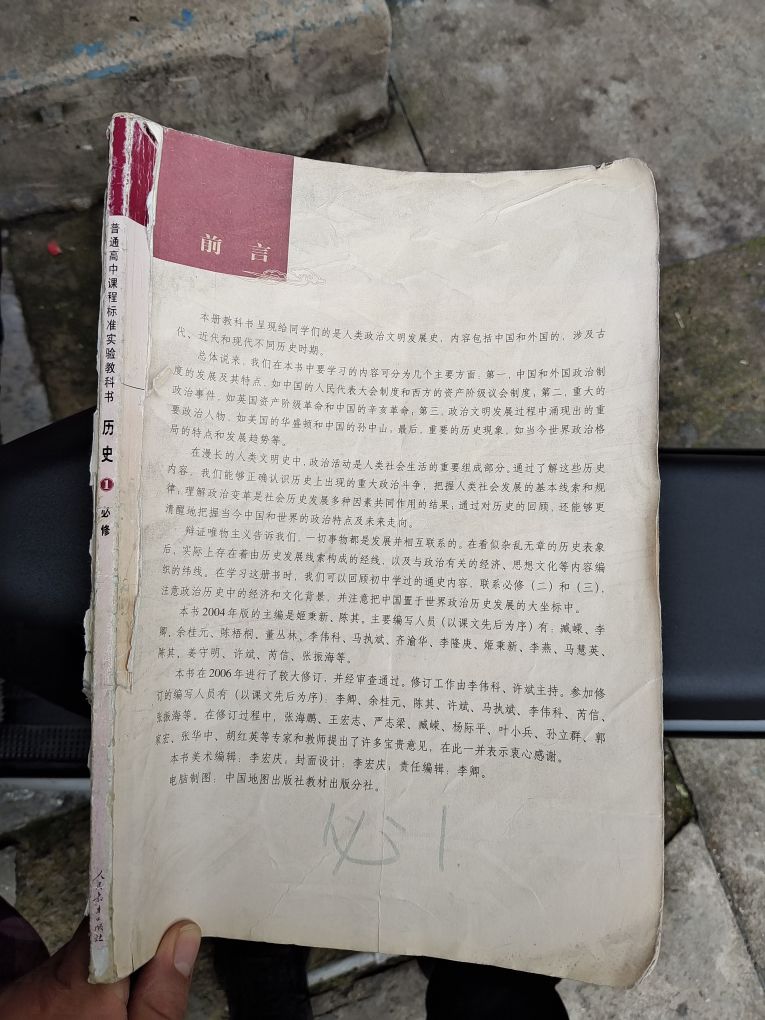 普通高中课程标准实验教科书
历史
1
必修
人民教育出版社
前言
本册教科书呈现给同学们的是人类政治文明发展史，内容包括中国和外国的，涉及古
代、近代和现代不同历史时期。
总体说来，我们在本书中要学习的内容可分为几个主要方面，第一，中国和外国政治制
度的发展及其特点，如中国的人民代表大会制度和西方的资产阶级议会制度；第二，重大的
政治事件，如英国资产阶级革命和中国的辛亥革命；第三，政治文明发展过程中涌现出的重
要政治人物，如美国的华盛顿和中国的孙中山；最后，重要的历史现象，如当今世界政治格
局的特点和发展趋势等。
在漫长的人类文明史中，政治活动是人类社会生活的重要组成部分。通过了解这些历史
内容，我们能够正确认识历史上出现的重大政治斗争，把握人类社会发展的基本线索和规
律；理解政治变革是社会历史发展多种因素共同作用的结果；通过对历史的回顾，还能够更
清醒地把握当今中国和世界的政治特点及未来走向。
辩证唯物主义告诉我们，一切事物都是发展并相互联系的。在看似杂乱无章的历史表象
后，实际上存在着由历史发展线索构成的经线，以及与政治有关的经济、思想文化等内容编
织的纬线。在学习这册书时，我们可以回顾初中学过的通史内容，联系必修（二）和（三），
注意政治历史中的经济和文化背景，并注意把中国置于世界政治历史发展的大坐标中。
本书2004年版的主编是姬秉新、陈其。主要编写人员（以课文先后为序）有：臧嵘、李
卿、余桂元、陈梧桐、董丛林、李伟科、马执斌、齐渝华、李隆庚、姬秉新、李燕、马慧英、
陈其、姜守明、许斌、芮信、张振海等。
本书在2006年进行了较大修订，并经审查通过。修订工作由李伟科、许斌主持。参加修
订的编写人员有（以课文先后为序）：李卿、余桂元、陈其、许斌、马执斌、李伟科、芮信、
张振海等。在修订过程中，张海鹏、王宏志、严志梁、臧嵘、杨际平、叶小兵、孙立群、郭
家宏、张华中、胡红英等专家和教师提出了许多宝贵意见，在此一并表示衷心感谢。
本书美术编辑：李宏庆；封面设计：李宏庆；责任编辑：李卿。
电脑制图：中国地图出版社教材出版分社。
必修1